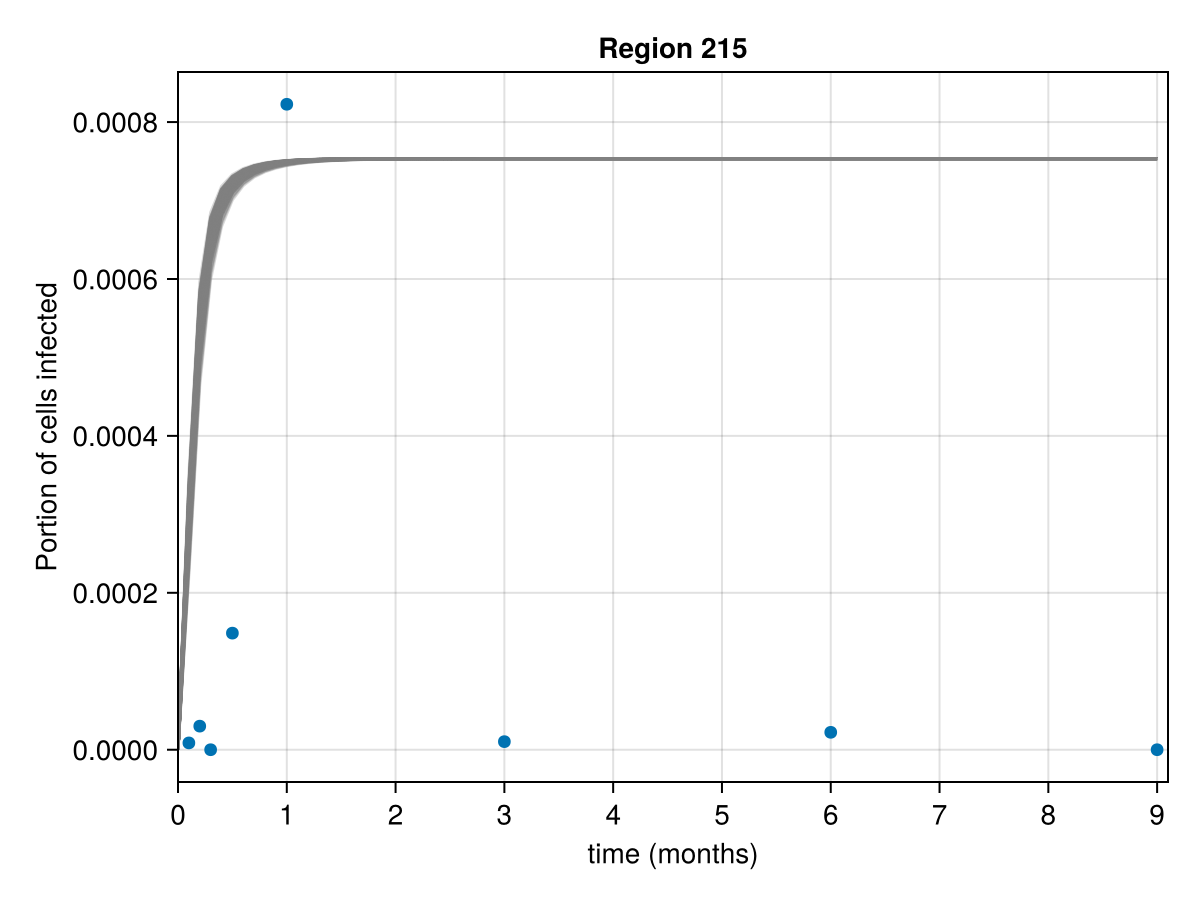 Region 215
Portion of cells infected
0.0008
0.0006
0.0004
0.0002
0.0000
0 1 2 3 4 5 6 7 8 9
time (months)